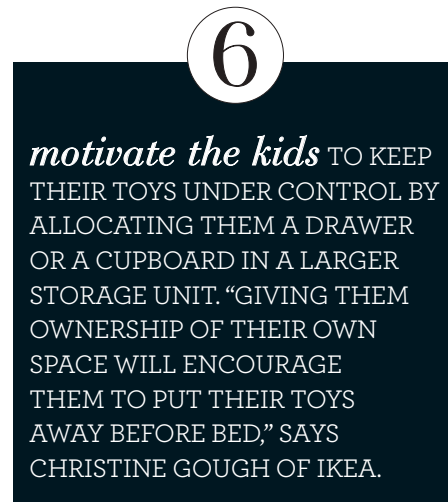 6
motivate the kids TO KEEP
THEIR TOYS UNDER CONTROL BY
ALLOCATING THEM A DRAWER
OR A CUPBOARD IN A LARGER
STORAGE UNIT. “GIVING THEM
OWNERSHIP OF THEIR OWN
SPACE WILL ENCOURAGE
THEM TO PUT THEIR TOYS
AWAY BEFORE BED,” SAYS
CHRISTINE GOUGH OF IKEA.